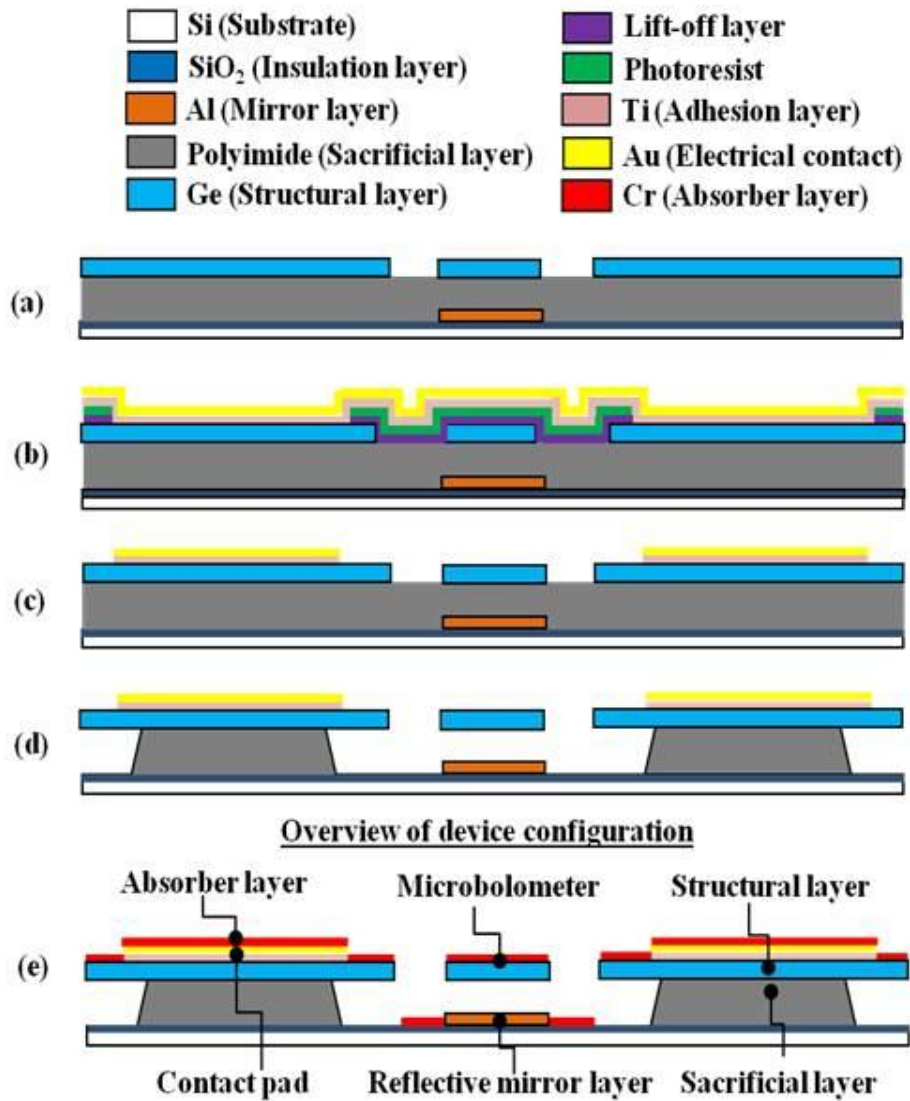 Si (Substrate)
SiO₂ (Insulation layer)
Al (Mirror layer)
Polyimide (Sacrificial layer)
Ge (Structural layer)
Lift-off layer
Photoresist
Ti (Adhesion layer)
Au (Electrical contact)
Cr (Absorber layer)
(a)
(b)
(c)
(d)
Overview of device configuration
Absorber layer
Microbolometer
Structural layer
(e)
Contact pad
Reflective mirror layer
Sacrificial layer